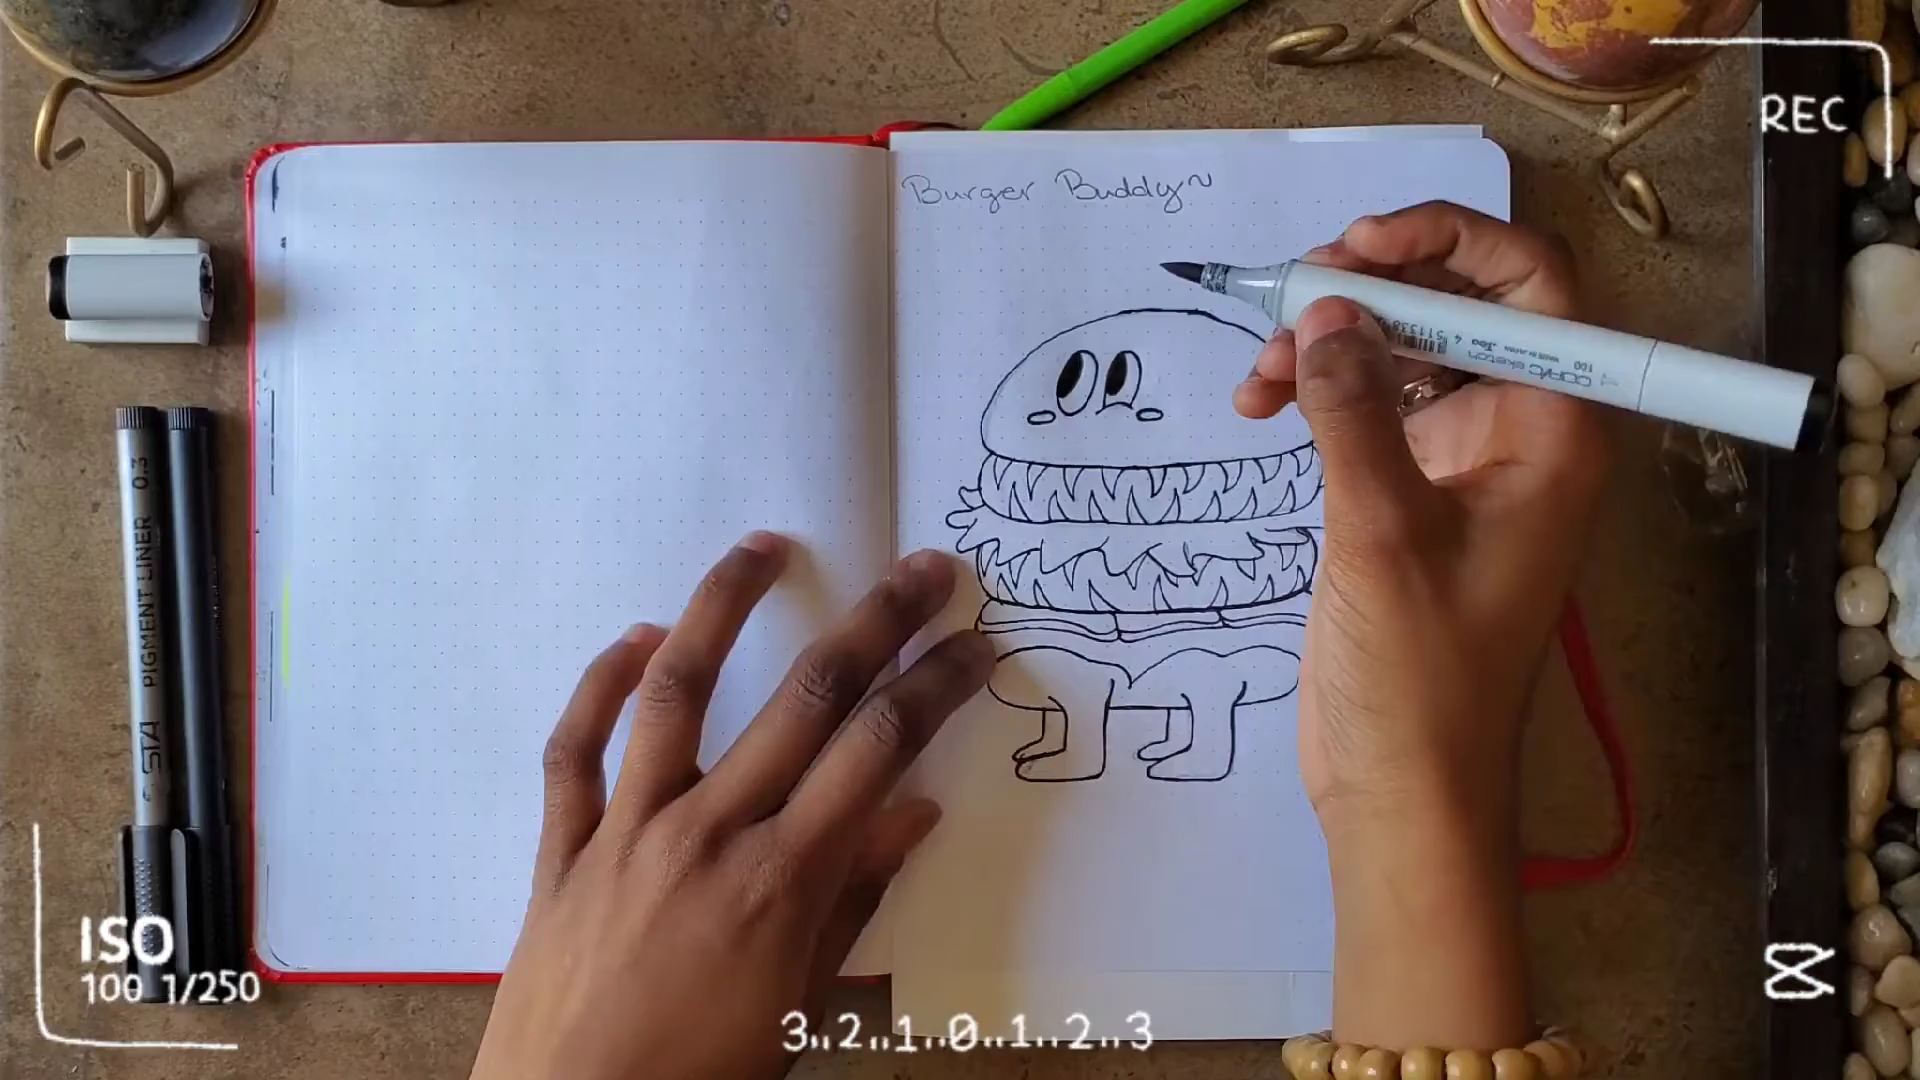 Burger Buddy~
REC
COPIC sketch
100
PIGMENT LINER 0.3
STA
ISO
100 1/250
3..2..1..0..1..2..3